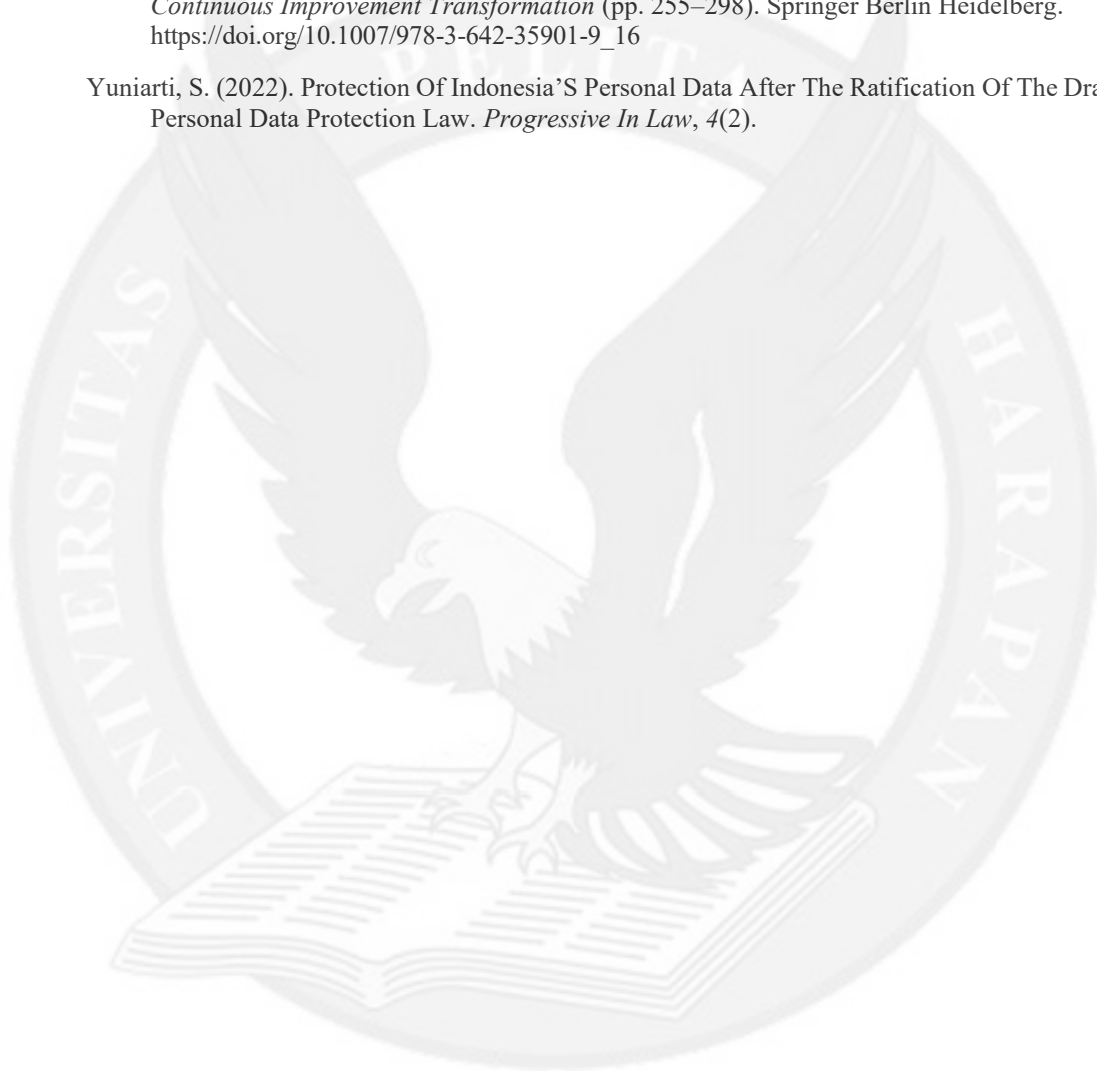 Continuous Improvement Transformation (pp. 255–298). Springer Berlin Heidelberg.
https://doi.org/10.1007/978-3-642-35901-9_16
Yuniarti, S. (2022). Protection Of Indonesia'S Personal Data After The Ratification Of The
Personal Data Protection Law. Progressive In Law, 4(2).
PELITA
UNIVERSITAS
HARAPAN